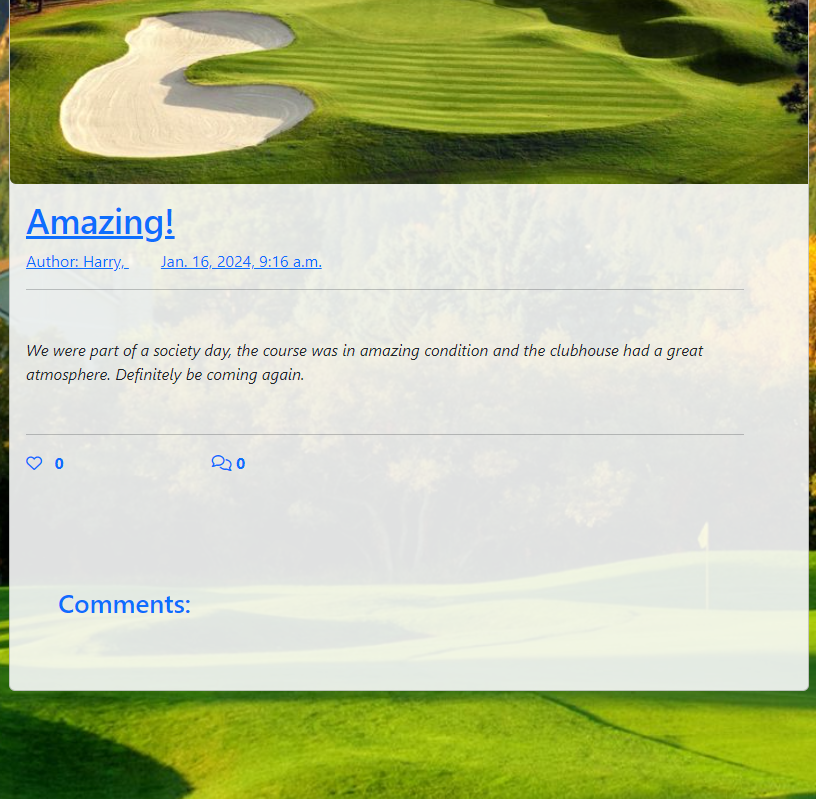 Amazing!
Author: Harry, Jan. 16, 2024, 9:16 a.m.
We were part of a society day, the course was in amazing condition and the clubhouse had a great
atmosphere. Definitely be coming again.
0 0
Comments: